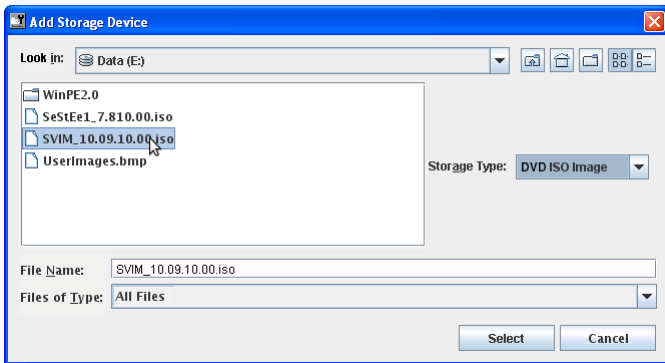 Add Storage Device
Look in: Data (E:)
WinPE2.0
SeStEe1_7.810.00.iso
SVIM_10.09.10.00.iso
UserImages.bmp
Storage Type: DVD ISO Image
File Name: SVIM_10.09.10.00.iso
Files of Type: All Files
Select Cancel